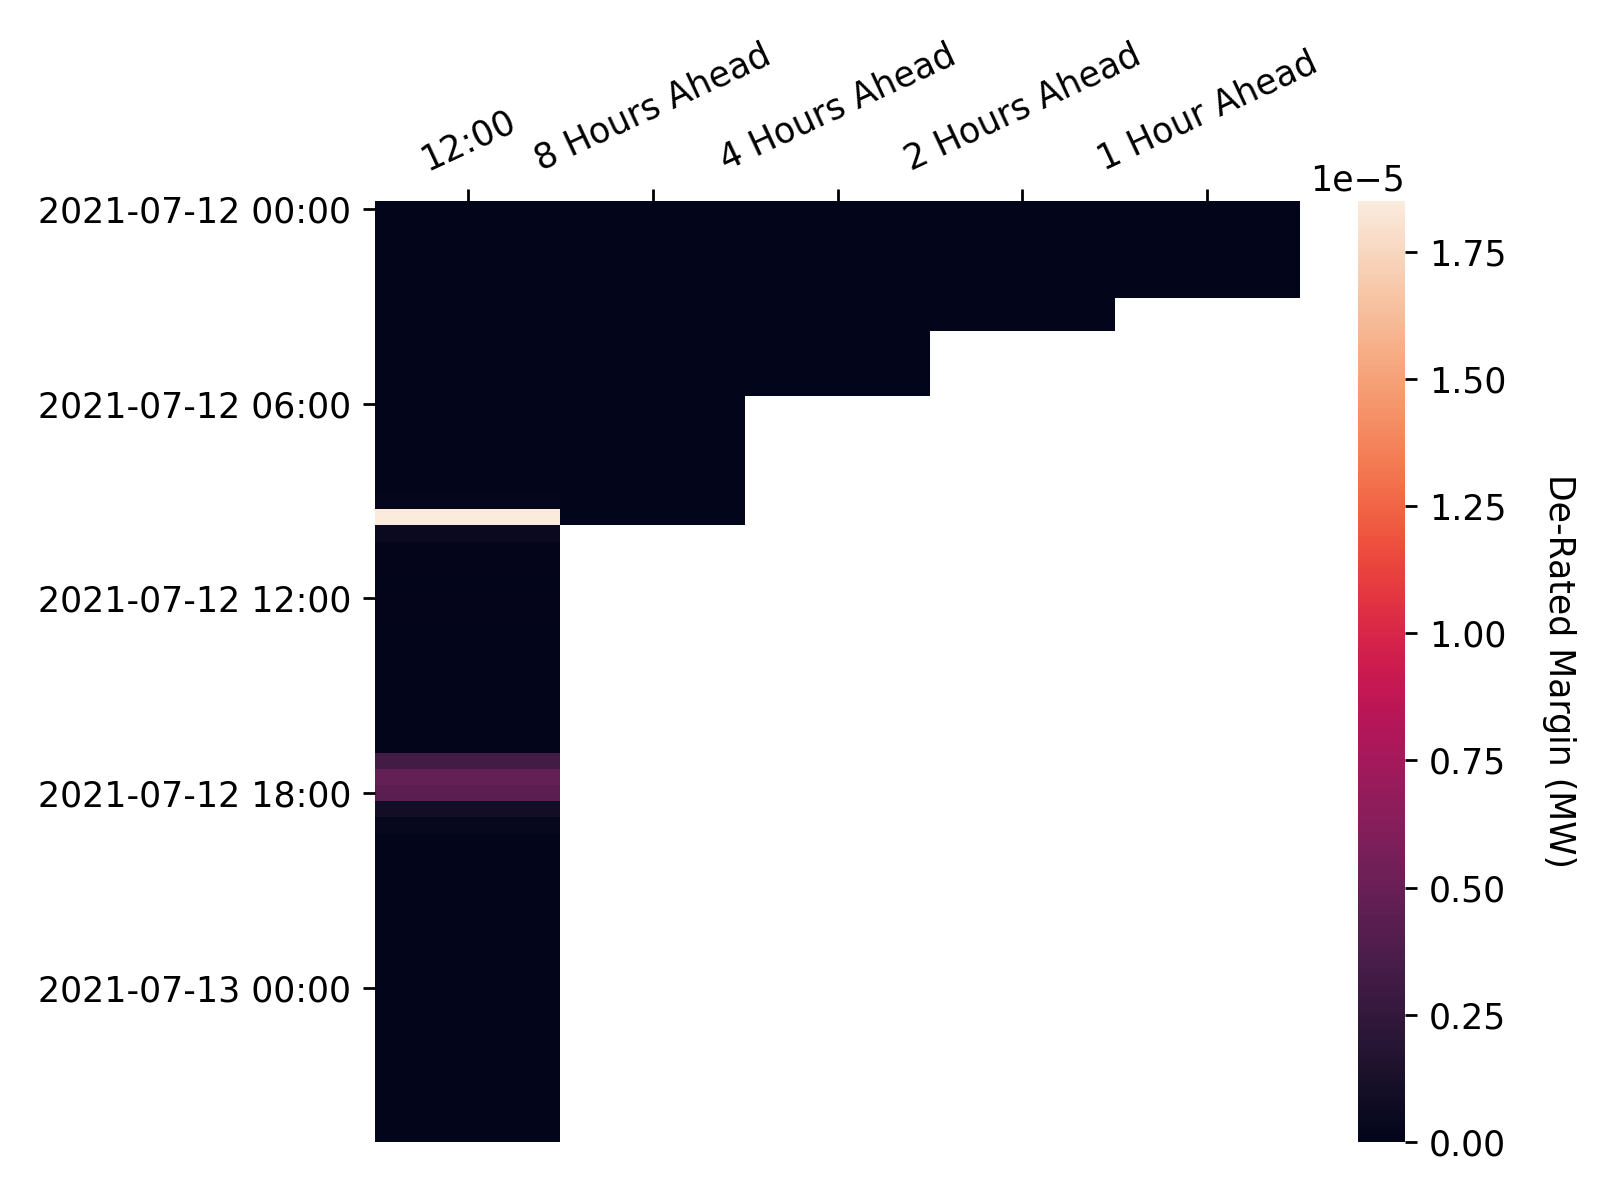 12:00
8 Hours Ahead
4 Hours Ahead
2 Hours Ahead
1 Hour Ahead
1e−5
2021-07-12 00:00
2021-07-12 06:00
2021-07-12 12:00
2021-07-12 18:00
2021-07-13 00:00
1.75
1.50
1.25
1.00
0.75
0.50
0.25
0.00
De-Rated Margin (MW)